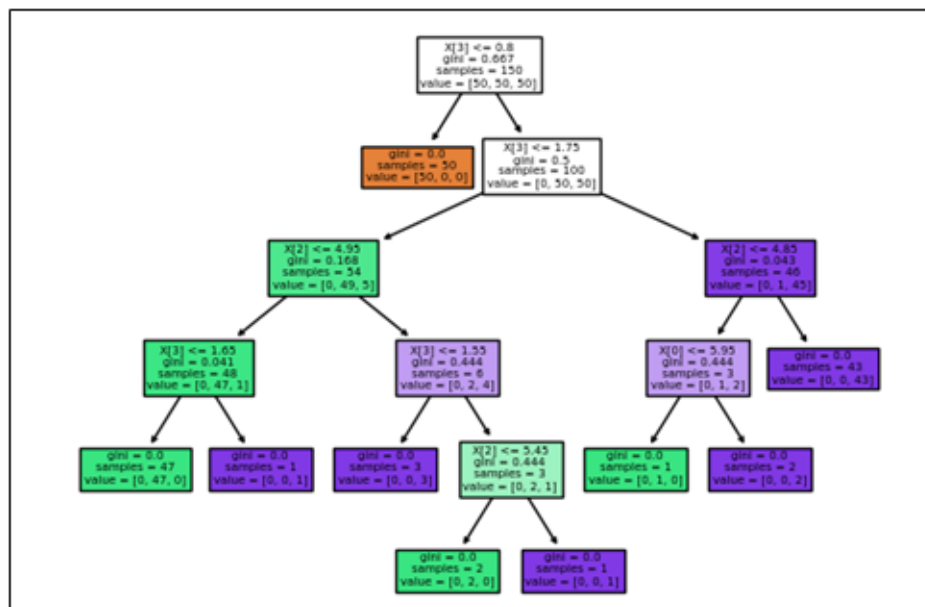 X[3] <= 0.8
gini = 0.667
samples = 150
value = [50, 50, 50]
gini = 0.0
samples = 50
value = [50, 0, 0]
X[3] <= 1.75
gini = 0.5
samples = 100
value = [0, 50, 50]
X[2] <= 4.95
gini = 0.168
samples = 54
value = [0, 49, 5]
X[2] <= 4.85
gini = 0.043
samples = 46
value = [0, 1, 45]
X[3] <= 1.65
gini = 0.041
samples = 48
value = [0, 47, 1]
X[3] <= 1.55
gini = 0.444
samples = 6
value = [0, 2, 4]
X[0] <= 5.95
gini = 0.444
samples = 3
value = [0, 1, 2]
gini = 0.0
samples = 43
value = [0, 0, 43]
gini = 0.0
samples = 47
value = [0, 47, 0]
gini = 0.0
samples = 1
value = [0, 0, 1]
gini = 0.0
samples = 3
value = [0, 0, 3]
X[2] <= 5.45
gini = 0.444
samples = 3
value = [0, 2, 1]
gini = 0.0
samples = 1
value = [0, 1, 0]
gini = 0.0
samples = 2
value = [0, 0, 2]
gini = 0.0
samples = 2
value = [0, 2, 0]
gini = 0.0
samples = 1
value = [0, 0, 1]